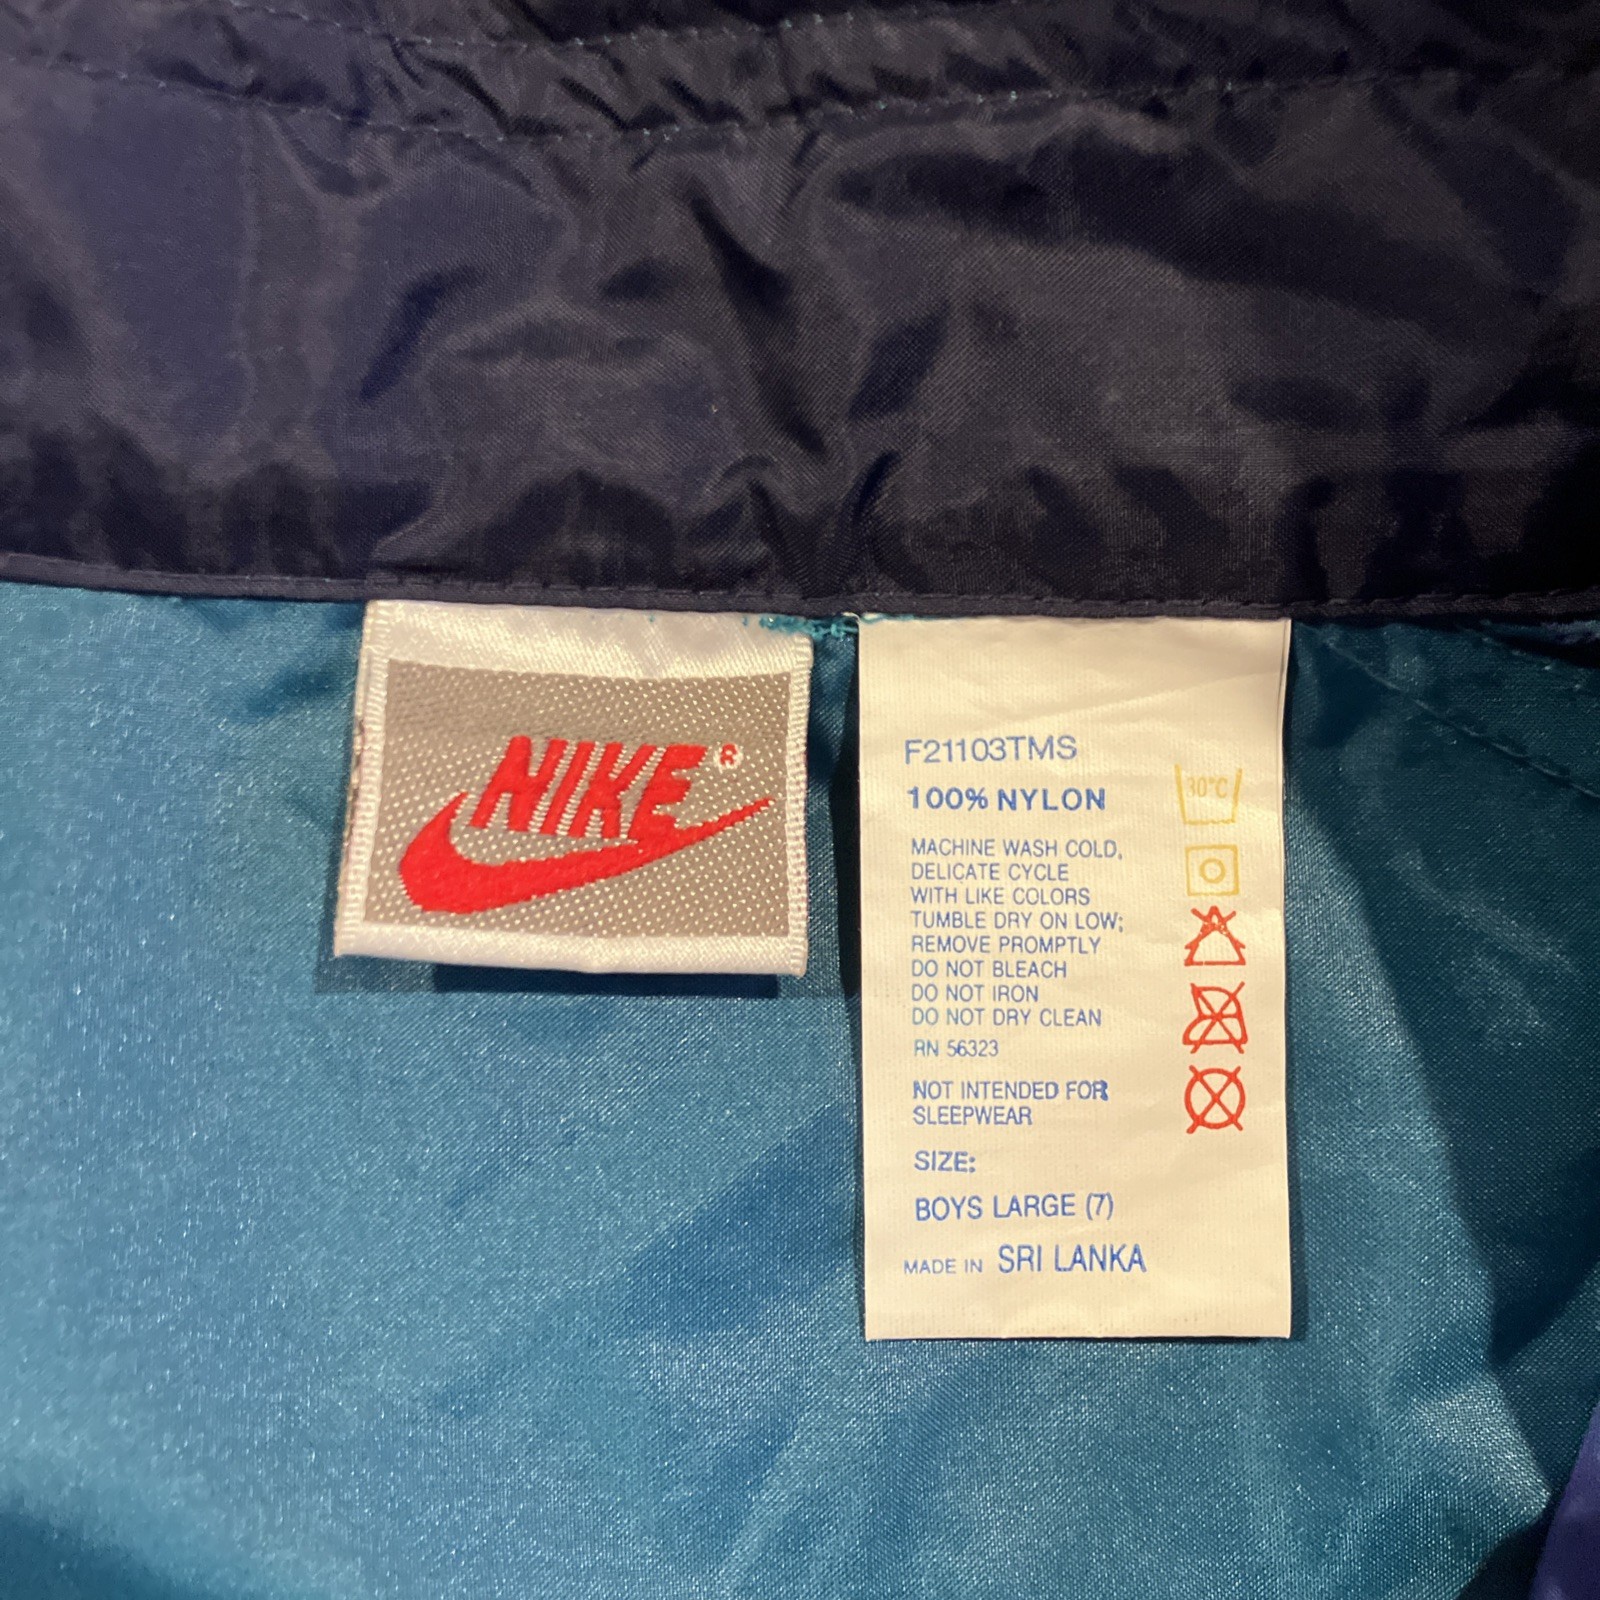 NIKE®
F21103TMS
100% NYLON
30°C
MACHINE WASH COLD,
DELICATE CYCLE
WITH LIKE COLORS
TUMBLE DRY ON LOW;
REMOVE PROMPTLY
DO NOT BLEACH
DO NOT IRON
DO NOT DRY CLEAN
RN 56323
NOT INTENDED FOR
SLEEPWEAR
SIZE:
BOYS LARGE (7)
MADE IN SRI LANKA